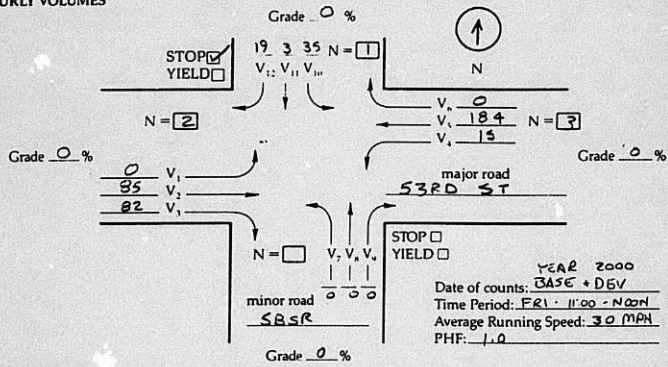 URLY VOLUMES
Grade 0 %
STOP
YIELD
19 3 35 N = 1
V12 V11 V10
N
N = 2
V6 0
V5 184 N = 3
V4 15
Grade 0 %
Grade 0 %
0 V1
85 V2
82 V3
major road
53RD ST
N =
V7 V8 V9
0 0 0
STOP
YIELD
minor road
SBSR
YEAR 2000
Date of counts: BASE + DEV
Time Period: FRI. 11:00 - NOON
Average Running Speed: 30 MPH
PHF: 1.0
Grade 0 %